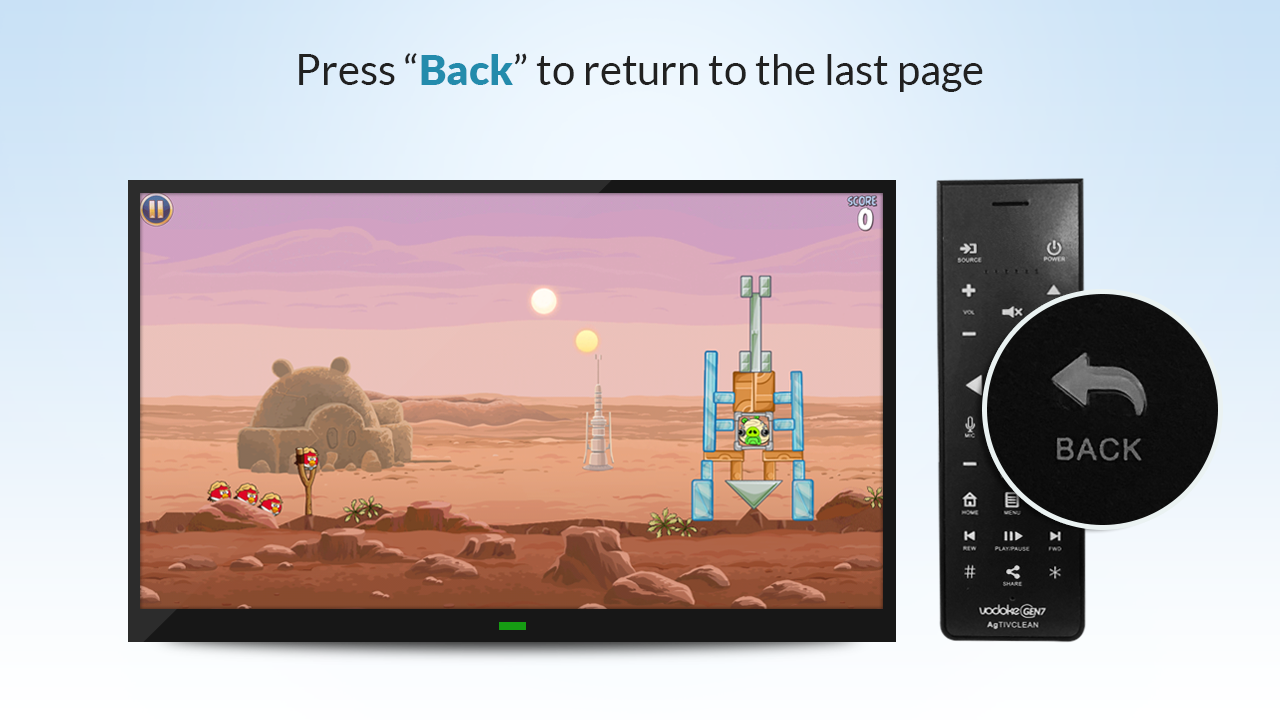 Press “Back” to return to the last page
SCORE
0
SOURCE
POWER
VOL
MIC
BACK
HOME
MENU
REW
PLAY/PAUSE
FWD
#
SHARE
*
vodoke GEN7
AgTIVCLEAN